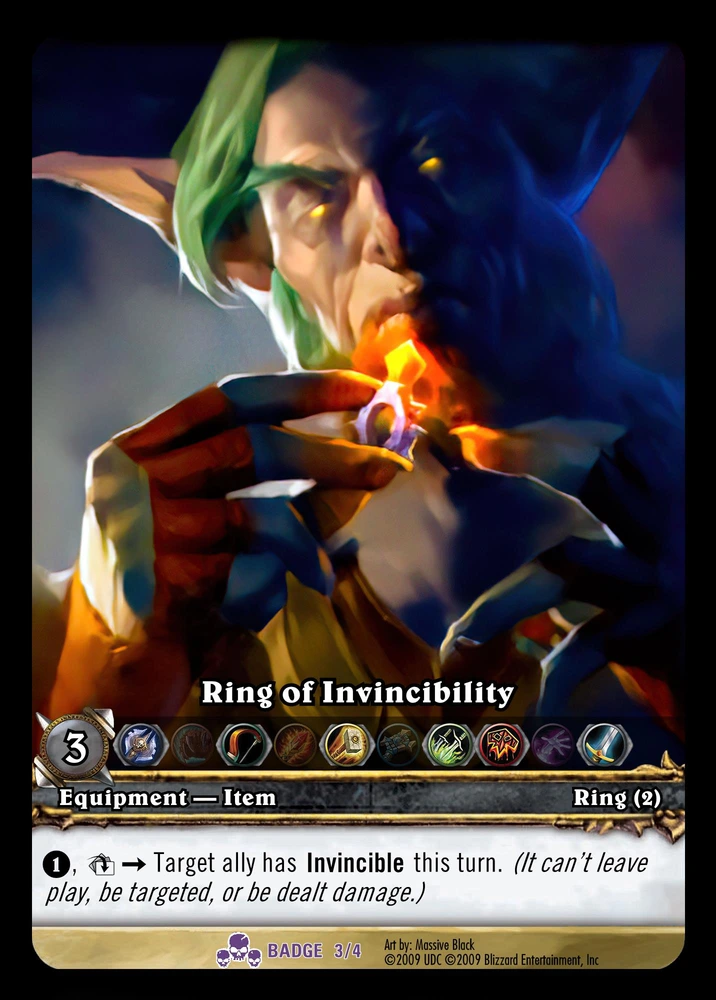 Ring of Invincibility
3
Equipment — Item Ring (2)
1, → Target ally has Invincible this turn. (It can't leave
play, be targeted, or be dealt damage.)
BADGE 3/4
Art by: Massive Black
©2009 UDC ©2009 Blizzard Entertainment, Inc